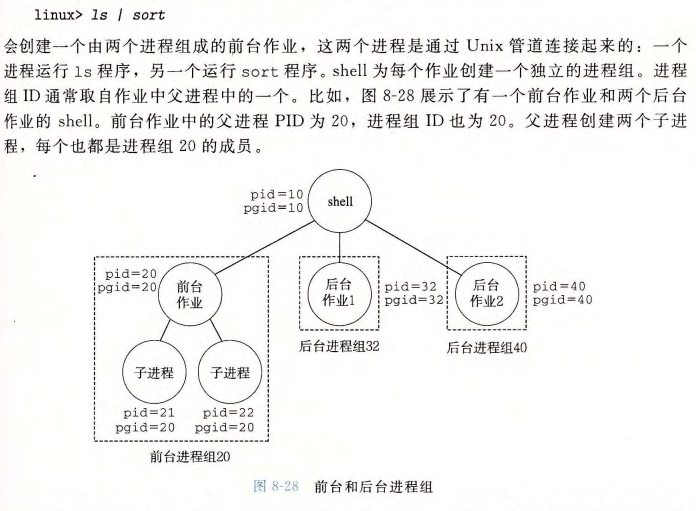 linux> ls | sort
会创建一个由两个进程组成的前台作业，这两个进程是通过 Unix 管道连接起来的：一个
进程运行 ls 程序，另一个运行 sort 程序。shell 为每个作业创建一个独立的进程组。进程
组 ID 通常取自作业中父进程中的一个。比如，图 8-28 展示了有一个前台作业和两个后台
作业的 shell。前台作业中的父进程 PID 为 20，进程组 ID 也为 20。父进程创建两个子进
程，每个也都是进程组 20 的成员。
pid=10
pgid=10
shell
pid=20
pgid=20
前台
作业
后台
作业1
pid=32
pgid=32
后台
作业2
pid=40
pgid=40
后台进程组32
后台进程组40
子进程
子进程
pid=21
pgid=20
pid=22
pgid=20
前台进程组20
图 8-28 前台和后台进程组